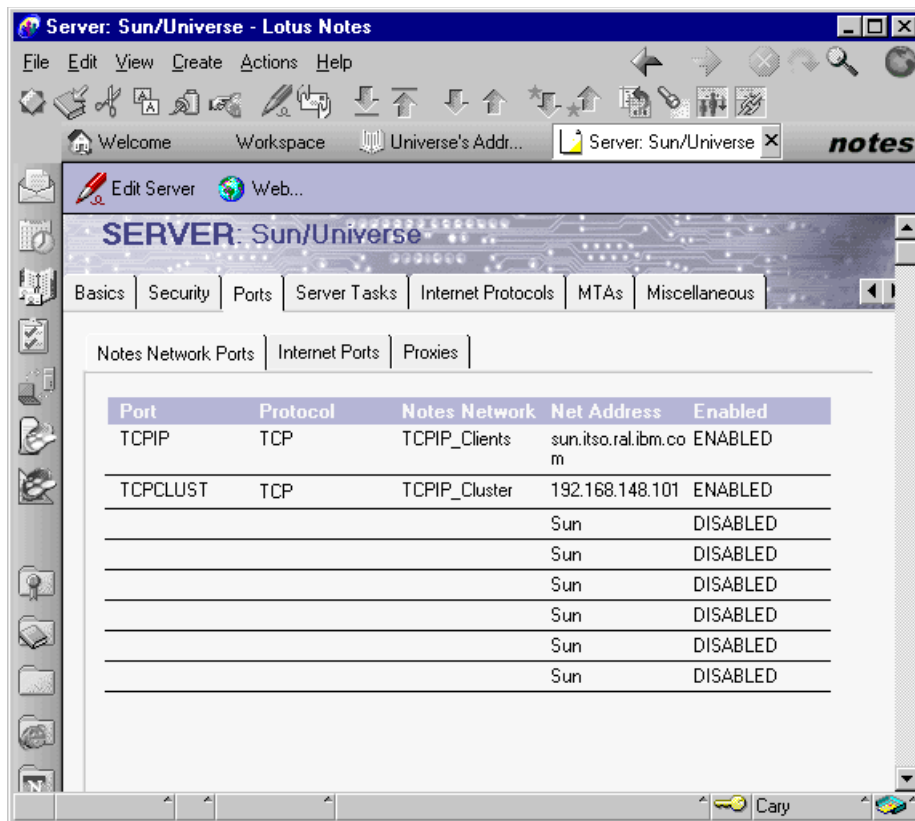 Server: Sun/Universe - Lotus Notes
File Edit View Create Actions Help
Welcome Workspace Universe's Addr... Server: Sun/Universe notes
Edit Server Web...
SERVER: Sun/Universe
Basics Security Ports Server Tasks Internet Protocols MTAs Miscellaneous
Notes Network Ports Internet Ports Proxies
Port Protocol Notes Network Net Address Enabled
TCPIP TCP TCPIP_Clients sun.itso.ral.ibm.co ENABLED
m
TCPCLUST TCP TCPIP_Cluster 192.168.148.101 ENABLED
Sun DISABLED
Sun DISABLED
Sun DISABLED
Sun DISABLED
Sun DISABLED
Sun DISABLED
Cary